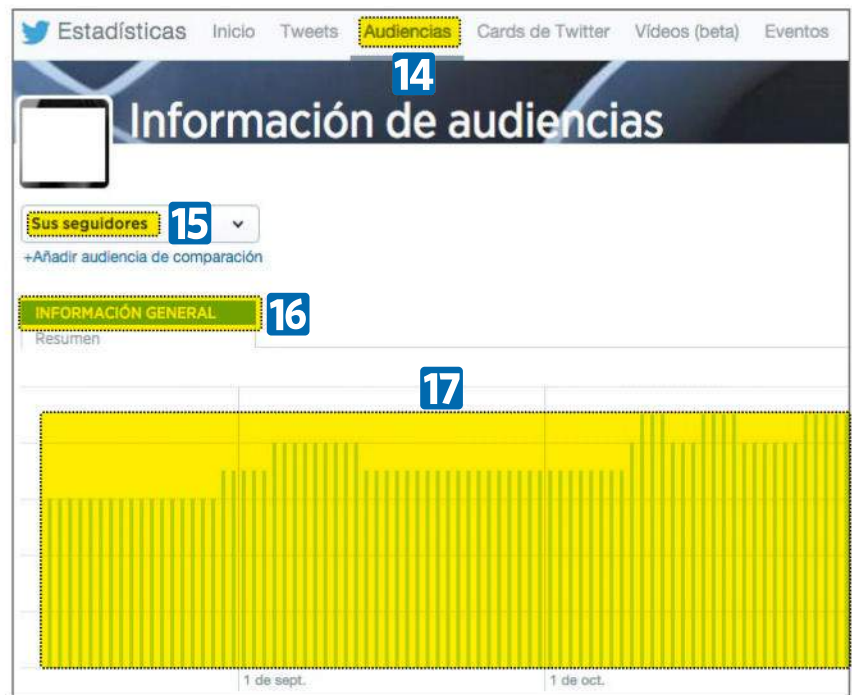 Estadísticas Inicio Tweets Audiencias Cards de Twitter Vídeos (beta) Eventos
14
Información de audiencias
Sus seguidores 15
+Añadir audiencia de comparación
INFORMACIÓN GENERAL 16
Resumen
17
1 de sept. 1 de oct.